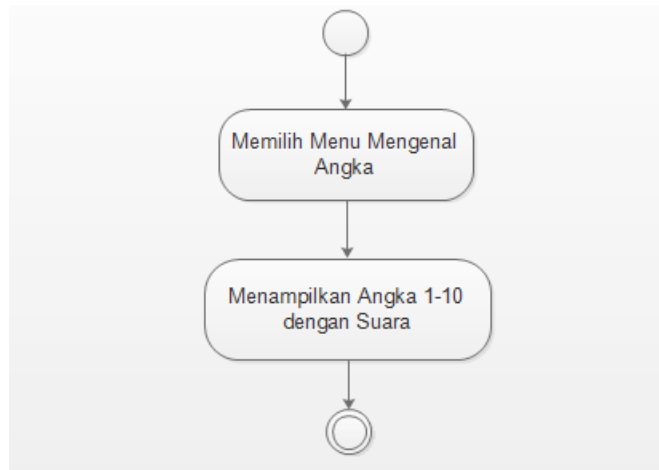 Memilih Menu Mengenal
Angka
Menampilkan Angka 1-10
dengan Suara